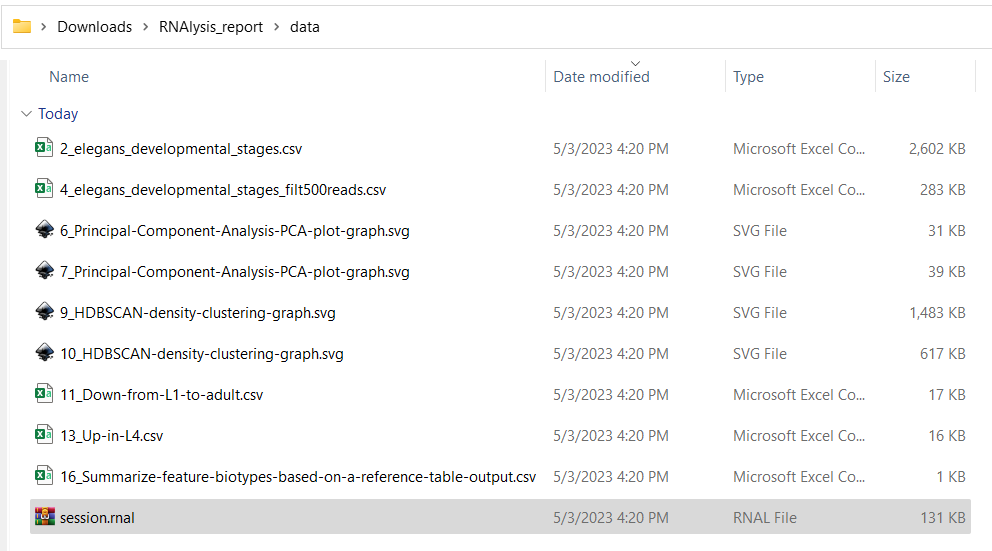 Downloads > RNAlysis_report > data
Name Date modified Type Size
Today
2_elegans_developmental_stages.csv 5/3/2023 4:20 PM Microsoft Excel Co... 2,602 KB
4_elegans_developmental_stages_filt500reads.csv 5/3/2023 4:20 PM Microsoft Excel Co... 283 KB
6_Principal-Component-Analysis-PCA-plot-graph.svg 5/3/2023 4:20 PM SVG File 31 KB
7_Principal-Component-Analysis-PCA-plot-graph.svg 5/3/2023 4:20 PM SVG File 39 KB
9_HDBSCAN-density-clustering-graph.svg 5/3/2023 4:20 PM SVG File 1,483 KB
10_HDBSCAN-density-clustering-graph.svg 5/3/2023 4:20 PM SVG File 617 KB
11_Down-from-L1-to-adult.csv 5/3/2023 4:20 PM Microsoft Excel Co... 17 KB
13_Up-in-L4.csv 5/3/2023 4:20 PM Microsoft Excel Co... 16 KB
16_Summarize-feature-biotypes-based-on-a-reference-table-output.csv 5/3/2023 4:20 PM Microsoft Excel Co... 1 KB
session.rnal 5/3/2023 4:20 PM RNAL File 131 KB